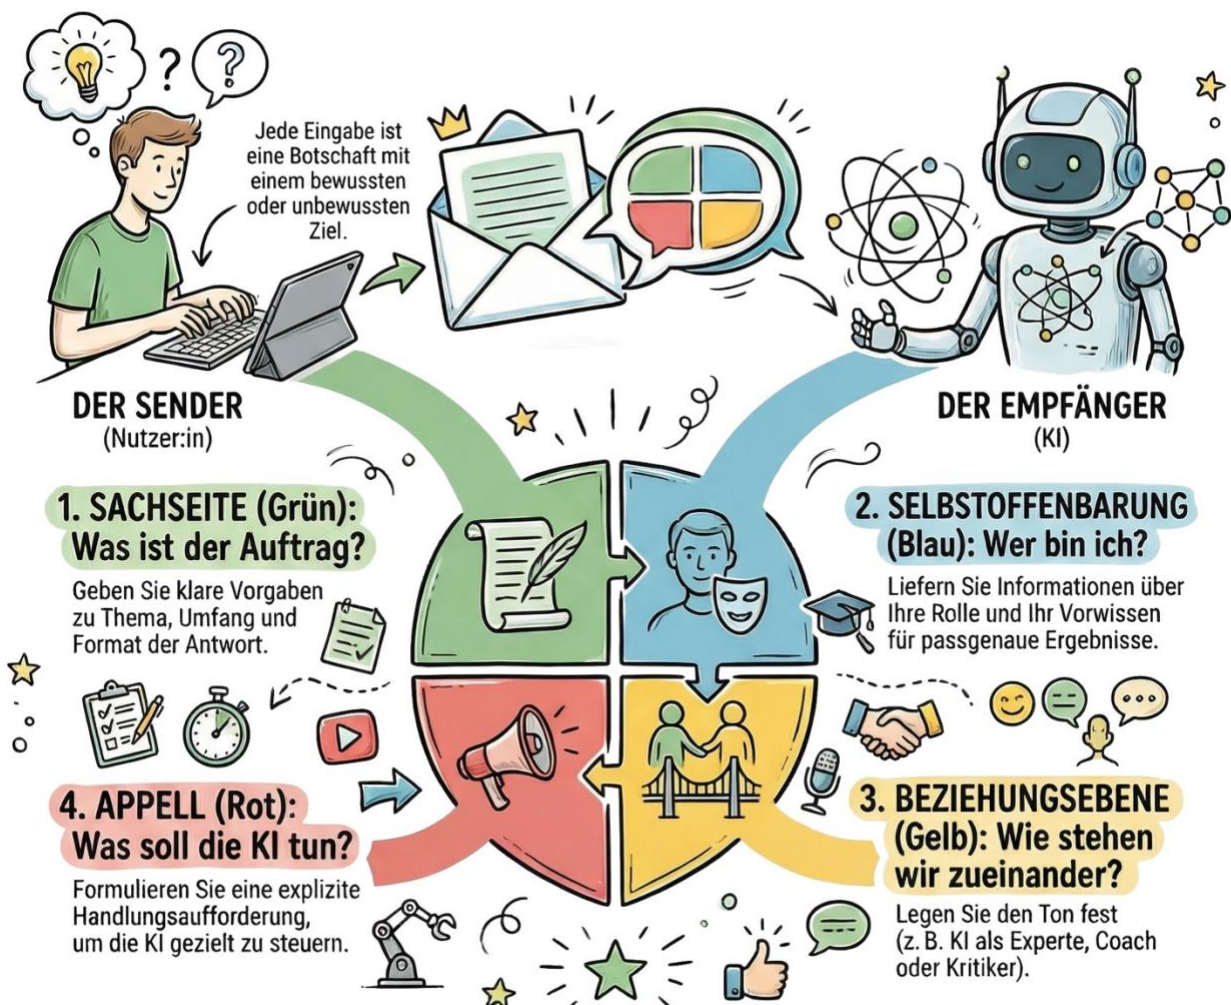 ?
?
Jede Eingabe ist
eine Botschaft mit
einem bewussten
oder unbewussten
Ziel.
DER SENDER
(Nutzer:in)
DER EMPFÄNGER
(KI)
1. SACHSEITE (Grün):
Was ist der Auftrag?
Geben Sie klare Vorgaben
zu Thema, Umfang und
Format der Antwort.
2. SELBSTOFFENBARUNG
(Blau): Wer bin ich?
Liefern Sie Informationen über
Ihre Rolle und Ihr Vorwissen
für passgenaue Ergebnisse.
3. BEZIEHUNGSEBENE
(Gelb): Wie stehen
wir zueinander?
Legen Sie den Ton fest
(z. B. KI als Experte, Coach
oder Kritiker).
4. APPELL (Rot):
Was soll die KI tun?
Formulieren Sie eine explizite
Handlungsaufforderung,
um die KI gezielt zu steuern.